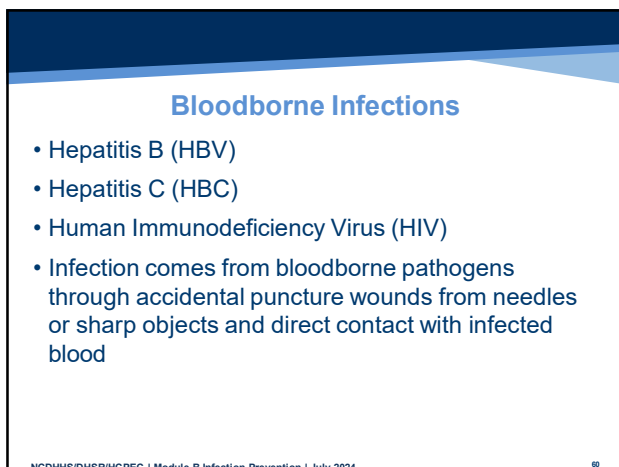 Bloodborne Infections
• Hepatitis B (HBV)
• Hepatitis C (HBC)
• Human Immunodeficiency Virus (HIV)
• Infection comes from bloodborne pathogens
through accidental puncture wounds from needles
or sharp objects and direct contact with infected
blood
NCDHHS/DHSR/HCPEC | Module B Infection Prevention | July 2024
60